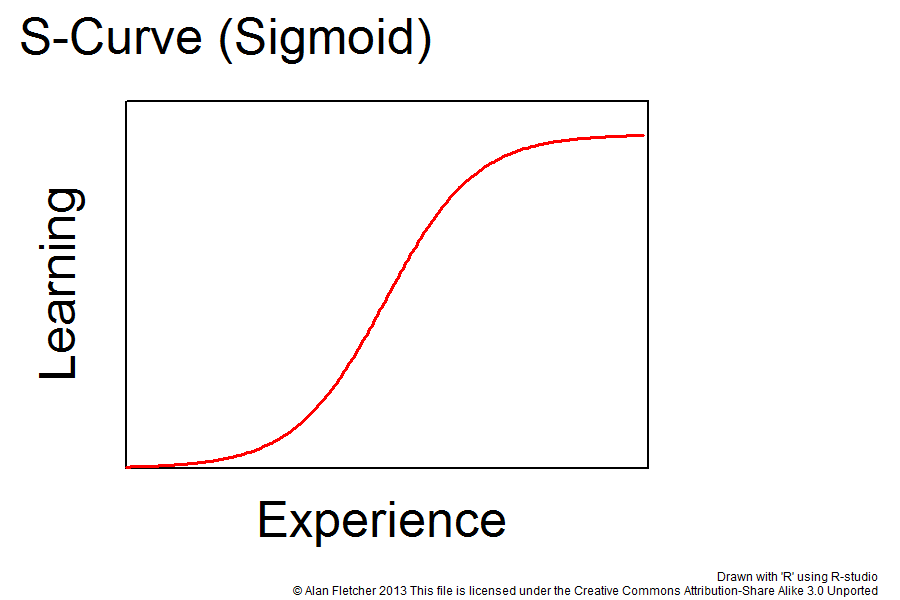 S-Curve (Sigmoid)
Learning
Experience
Drawn with 'R' using R-studio
© Alan Fletcher 2013 This file is licensed under the Creative Commons Attribution-Share Alike 3.0 Unported